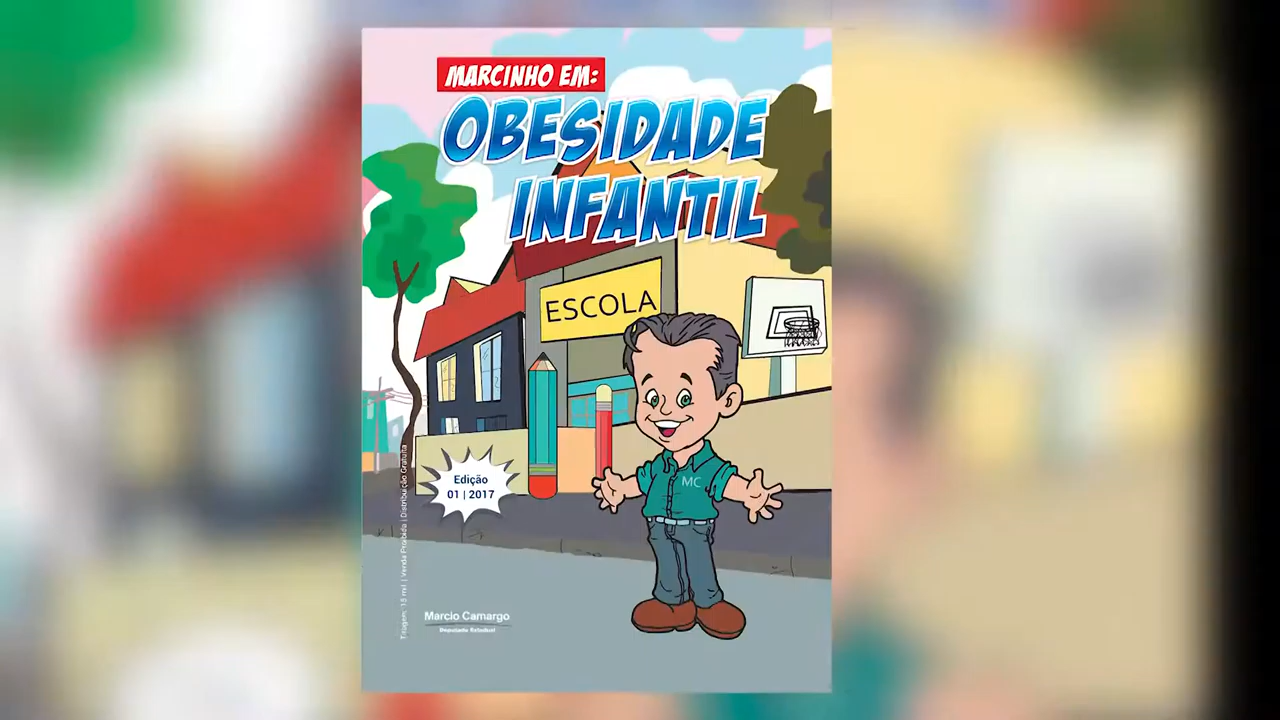 MARCINHO EM:
OBESIDADE
INFANTIL
ESCOLA
MC
Edição
01 | 2017
Tiragem: 15 mil | Venda Proibida | Distribuição Gratuita
Marcio Camargo
Deputado Estadual